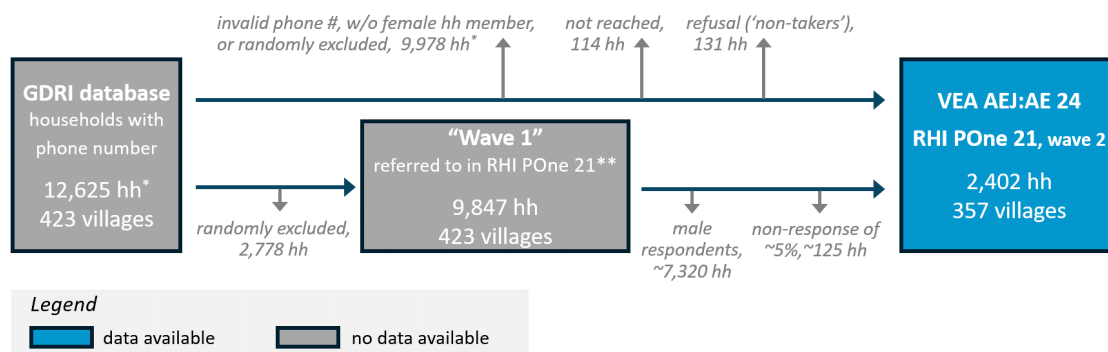 invalid phone #, w/o female hh member,
or randomly excluded, 9,978 hh*
not reached,
114 hh
refusal ('non-takers'),
131 hh
GDRI database
households with
phone number
12,625 hh*
423 villages
"Wave 1"
referred to in RHI POne 21**
9,847 hh
423 villages
VEA AEJ:AE 24
RHI POne 21, wave 2
2,402 hh
357 villages
randomly excluded,
2,778 hh
male
respondents,
~7,320 hh
non-response of
~5%,~125 hh
Legend
data available
no data available